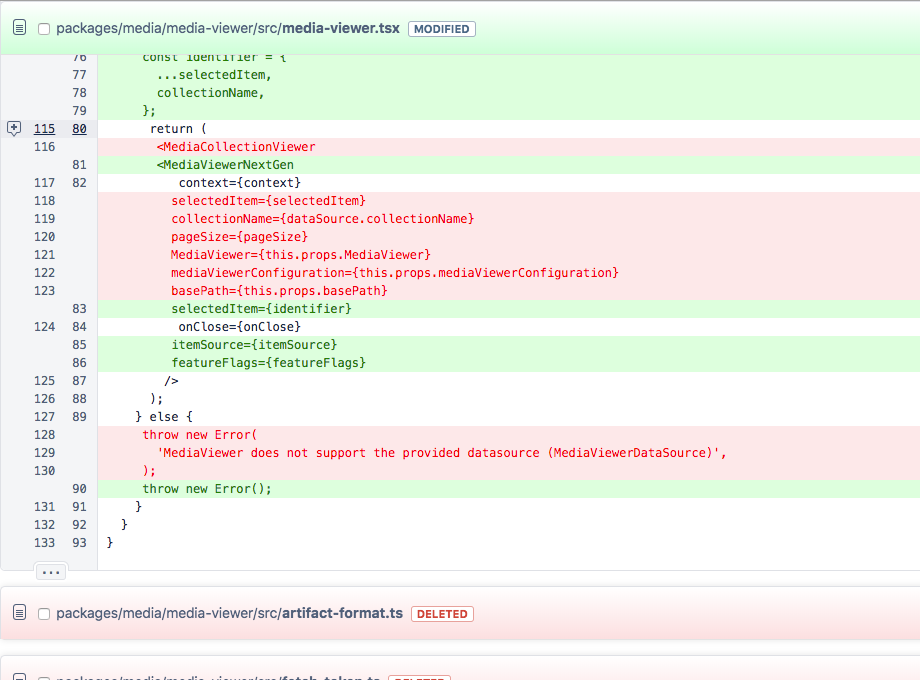 packages/media/media-viewer/src/media-viewer.tsx MODIFIED
76 const identifier = {
77 ...selectedItem,
78 collectionName,
79 };
115 80 return (
116 <MediaCollectionViewer
81 <MediaViewerNextGen
117 82 context={context}
118 selectedItem={selectedItem}
119 collectionName={dataSource.collectionName}
120 pageSize={pageSize}
121 MediaViewer={this.props.MediaViewer}
122 mediaViewerConfiguration={this.props.mediaViewerConfiguration}
123 basePath={this.props.basePath}
83 selectedItem={identifier}
124 84 onClose={onClose}
85 itemSource={itemSource}
86 featureFlags={featureFlags}
125 87 />
126 88 );
127 89 } else {
128 throw new Error(
129 'MediaViewer does not support the provided datasource (MediaViewerDataSource)',
130 );
90 throw new Error();
131 91 }
132 92 }
133 93 }
...
packages/media/media-viewer/src/artifact-format.ts DELETED
packages/media/media-viewer/src/fetch-token.ts DELETED